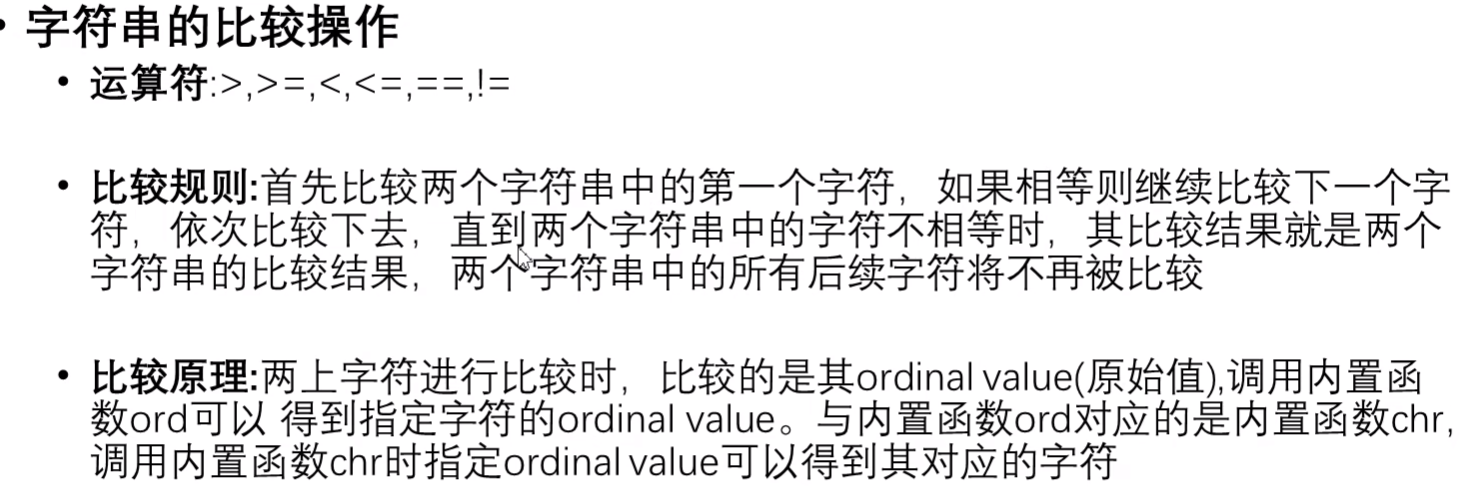 • 字符串的比较操作
• 运算符:>,>=,<,<=,==,!=
• 比较规则:首先比较两个字符串中的第一个字符，如果相等则继续比较下一个字
符，依次比较下去，直到两个字符串中的字符不相等时，其比较结果就是两个
字符串的比较结果，两个字符串中的所有后续字符将不再被比较
• 比较原理:两上字符进行比较时，比较的是其ordinal value(原始值),调用内置函
数ord可以 得到指定字符的ordinal value。与内置函数ord对应的是内置函数chr,
调用内置函数chr时指定ordinal value可以得到其对应的字符